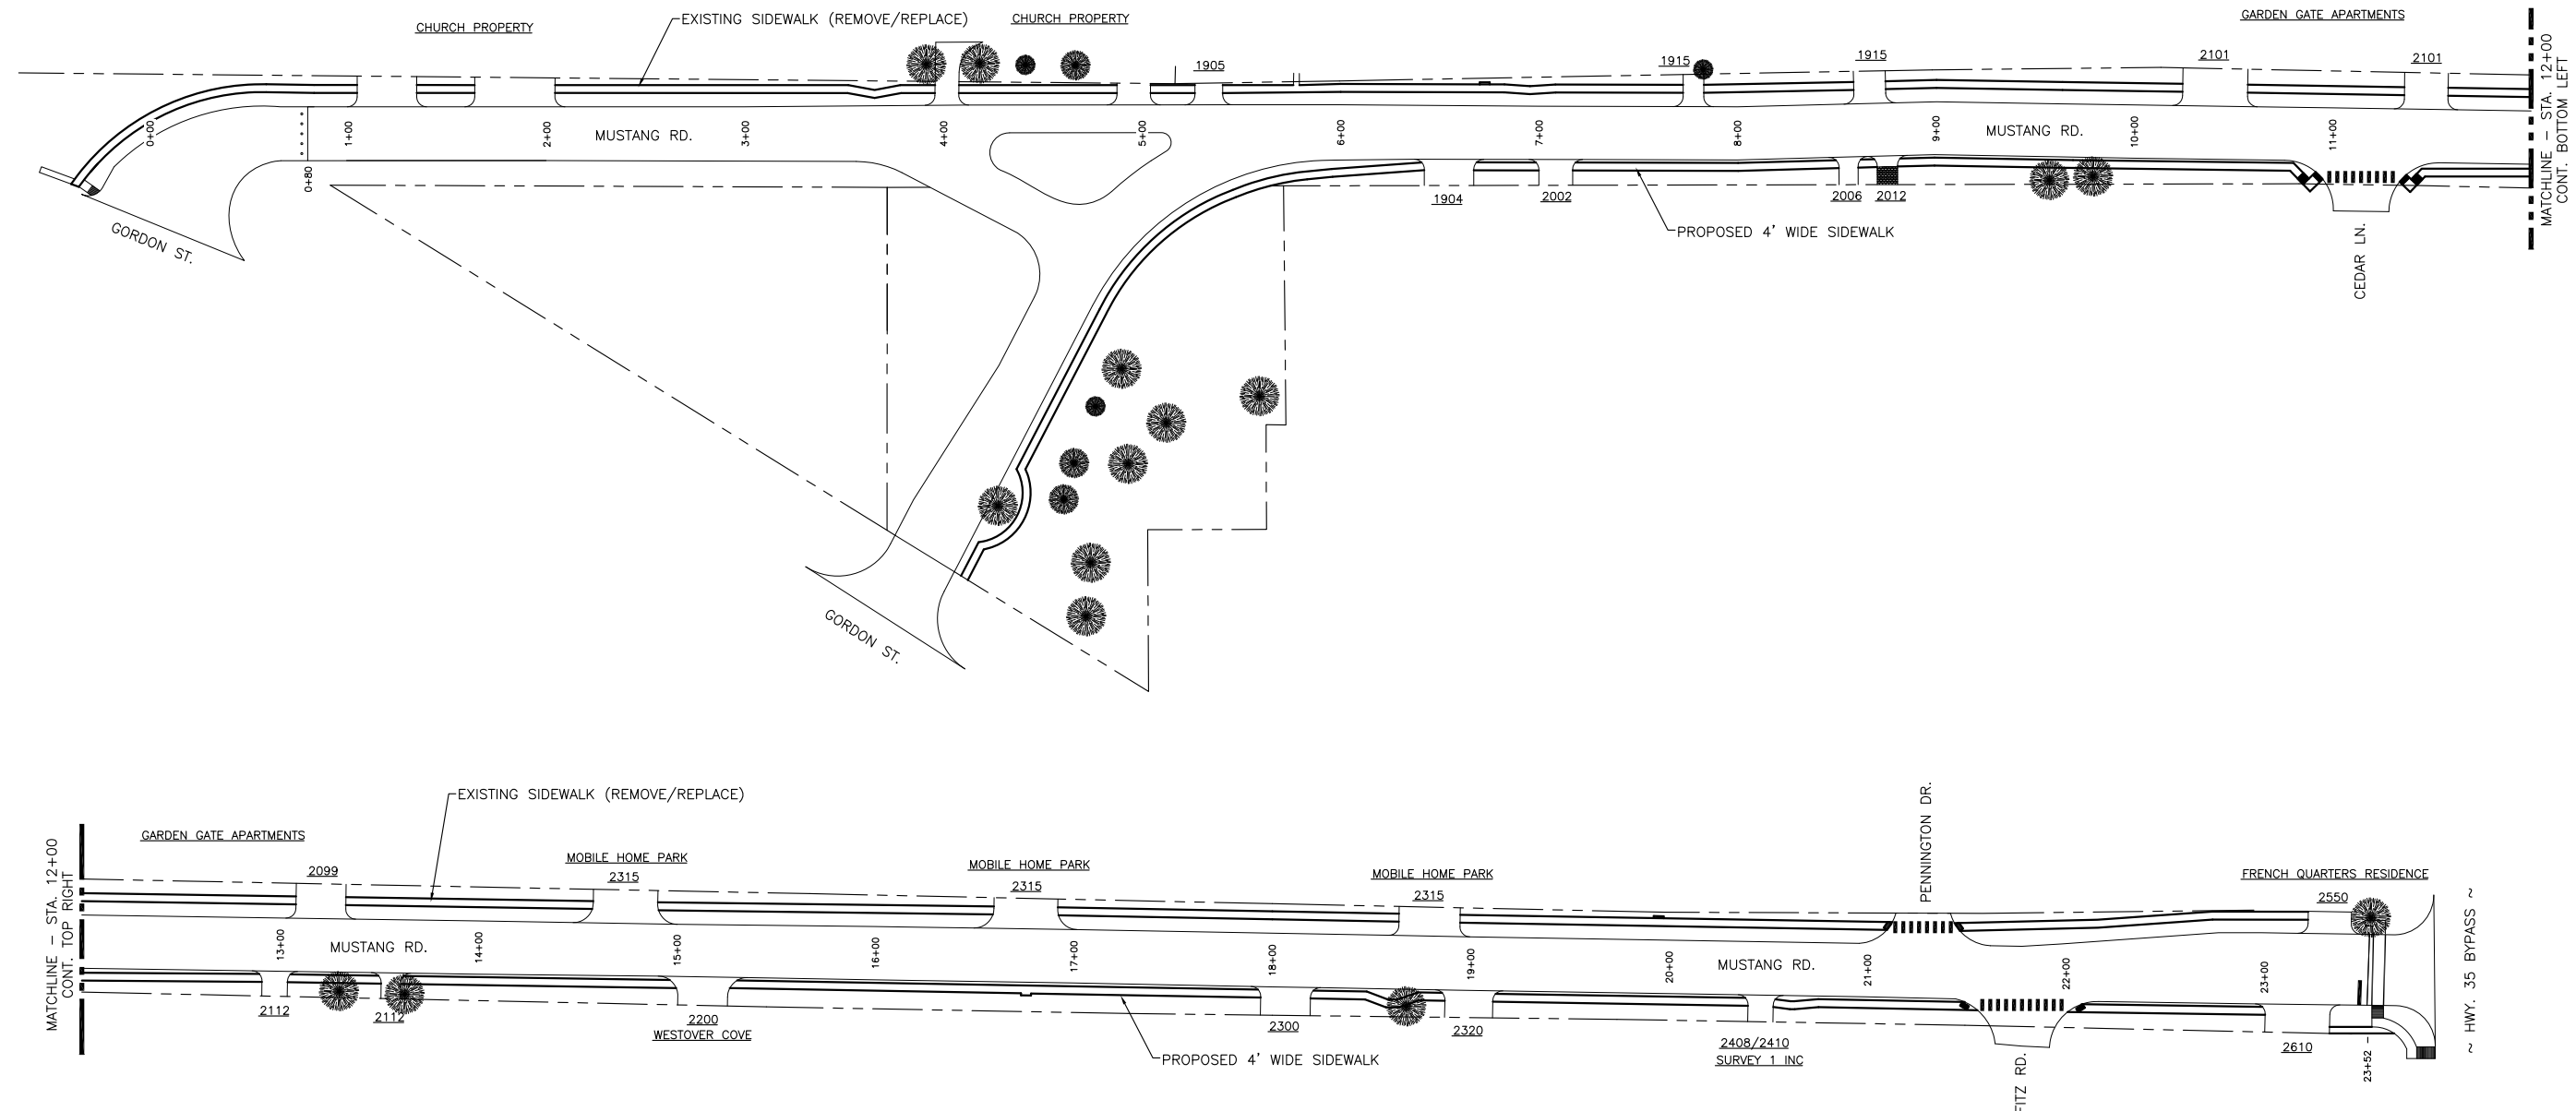 CHURCH PROPERTY
EXISTING SIDEWALK (REMOVE/REPLACE)
CHURCH PROPERTY
GARDEN GATE APARTMENTS
1905
1915
1915
2101
2101
MATCHLINE - STA. 12+00
CONT. BOTTOM LEFT
0+00
1+00
2+00
MUSTANG RD.
3+00
4+00
5+00
6+00
7+00
8+00
9+00
MUSTANG RD.
10+00
11+00
0+80
GORDON ST.
1904
2002
2006
2012
PROPOSED 4' WIDE SIDEWALK
CEDAR LN.
GORDON ST.
EXISTING SIDEWALK (REMOVE/REPLACE)
MATCHLINE - STA. 12+00
CONT. TOP RIGHT
GARDEN GATE APARTMENTS
2099
MOBILE HOME PARK
2315
MOBILE HOME PARK
2315
MOBILE HOME PARK
2315
PENNINGTON DR.
FRENCH QUARTERS RESIDENCE
2550
~ HWY. 35 BYPASS ~
13+00
MUSTANG RD.
14+00
15+00
16+00
17+00
18+00
19+00
20+00
MUSTANG RD.
21+00
22+00
23+00
2112
2112
2200
WESTOVER COVE
PROPOSED 4' WIDE SIDEWALK
2300
2320
2408/2410
SURVEY 1 INC
FITZ RD.
2610
23+52